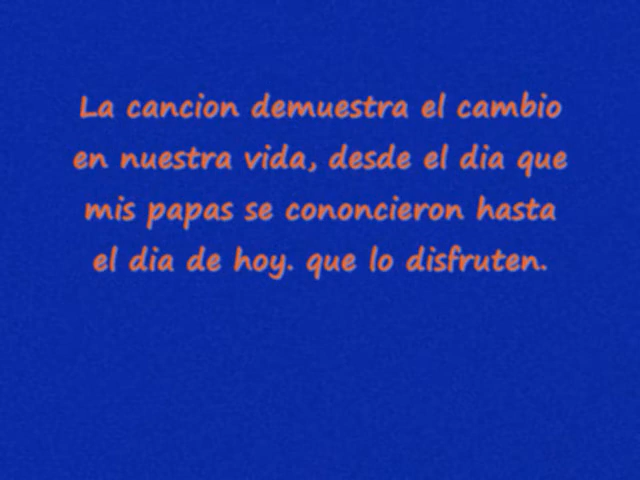 La cancion demuestra el cambio
en nuestra vida, desde el dia que
mis papas se cononcieron hasta
el dia de hoy. que lo disfruten.